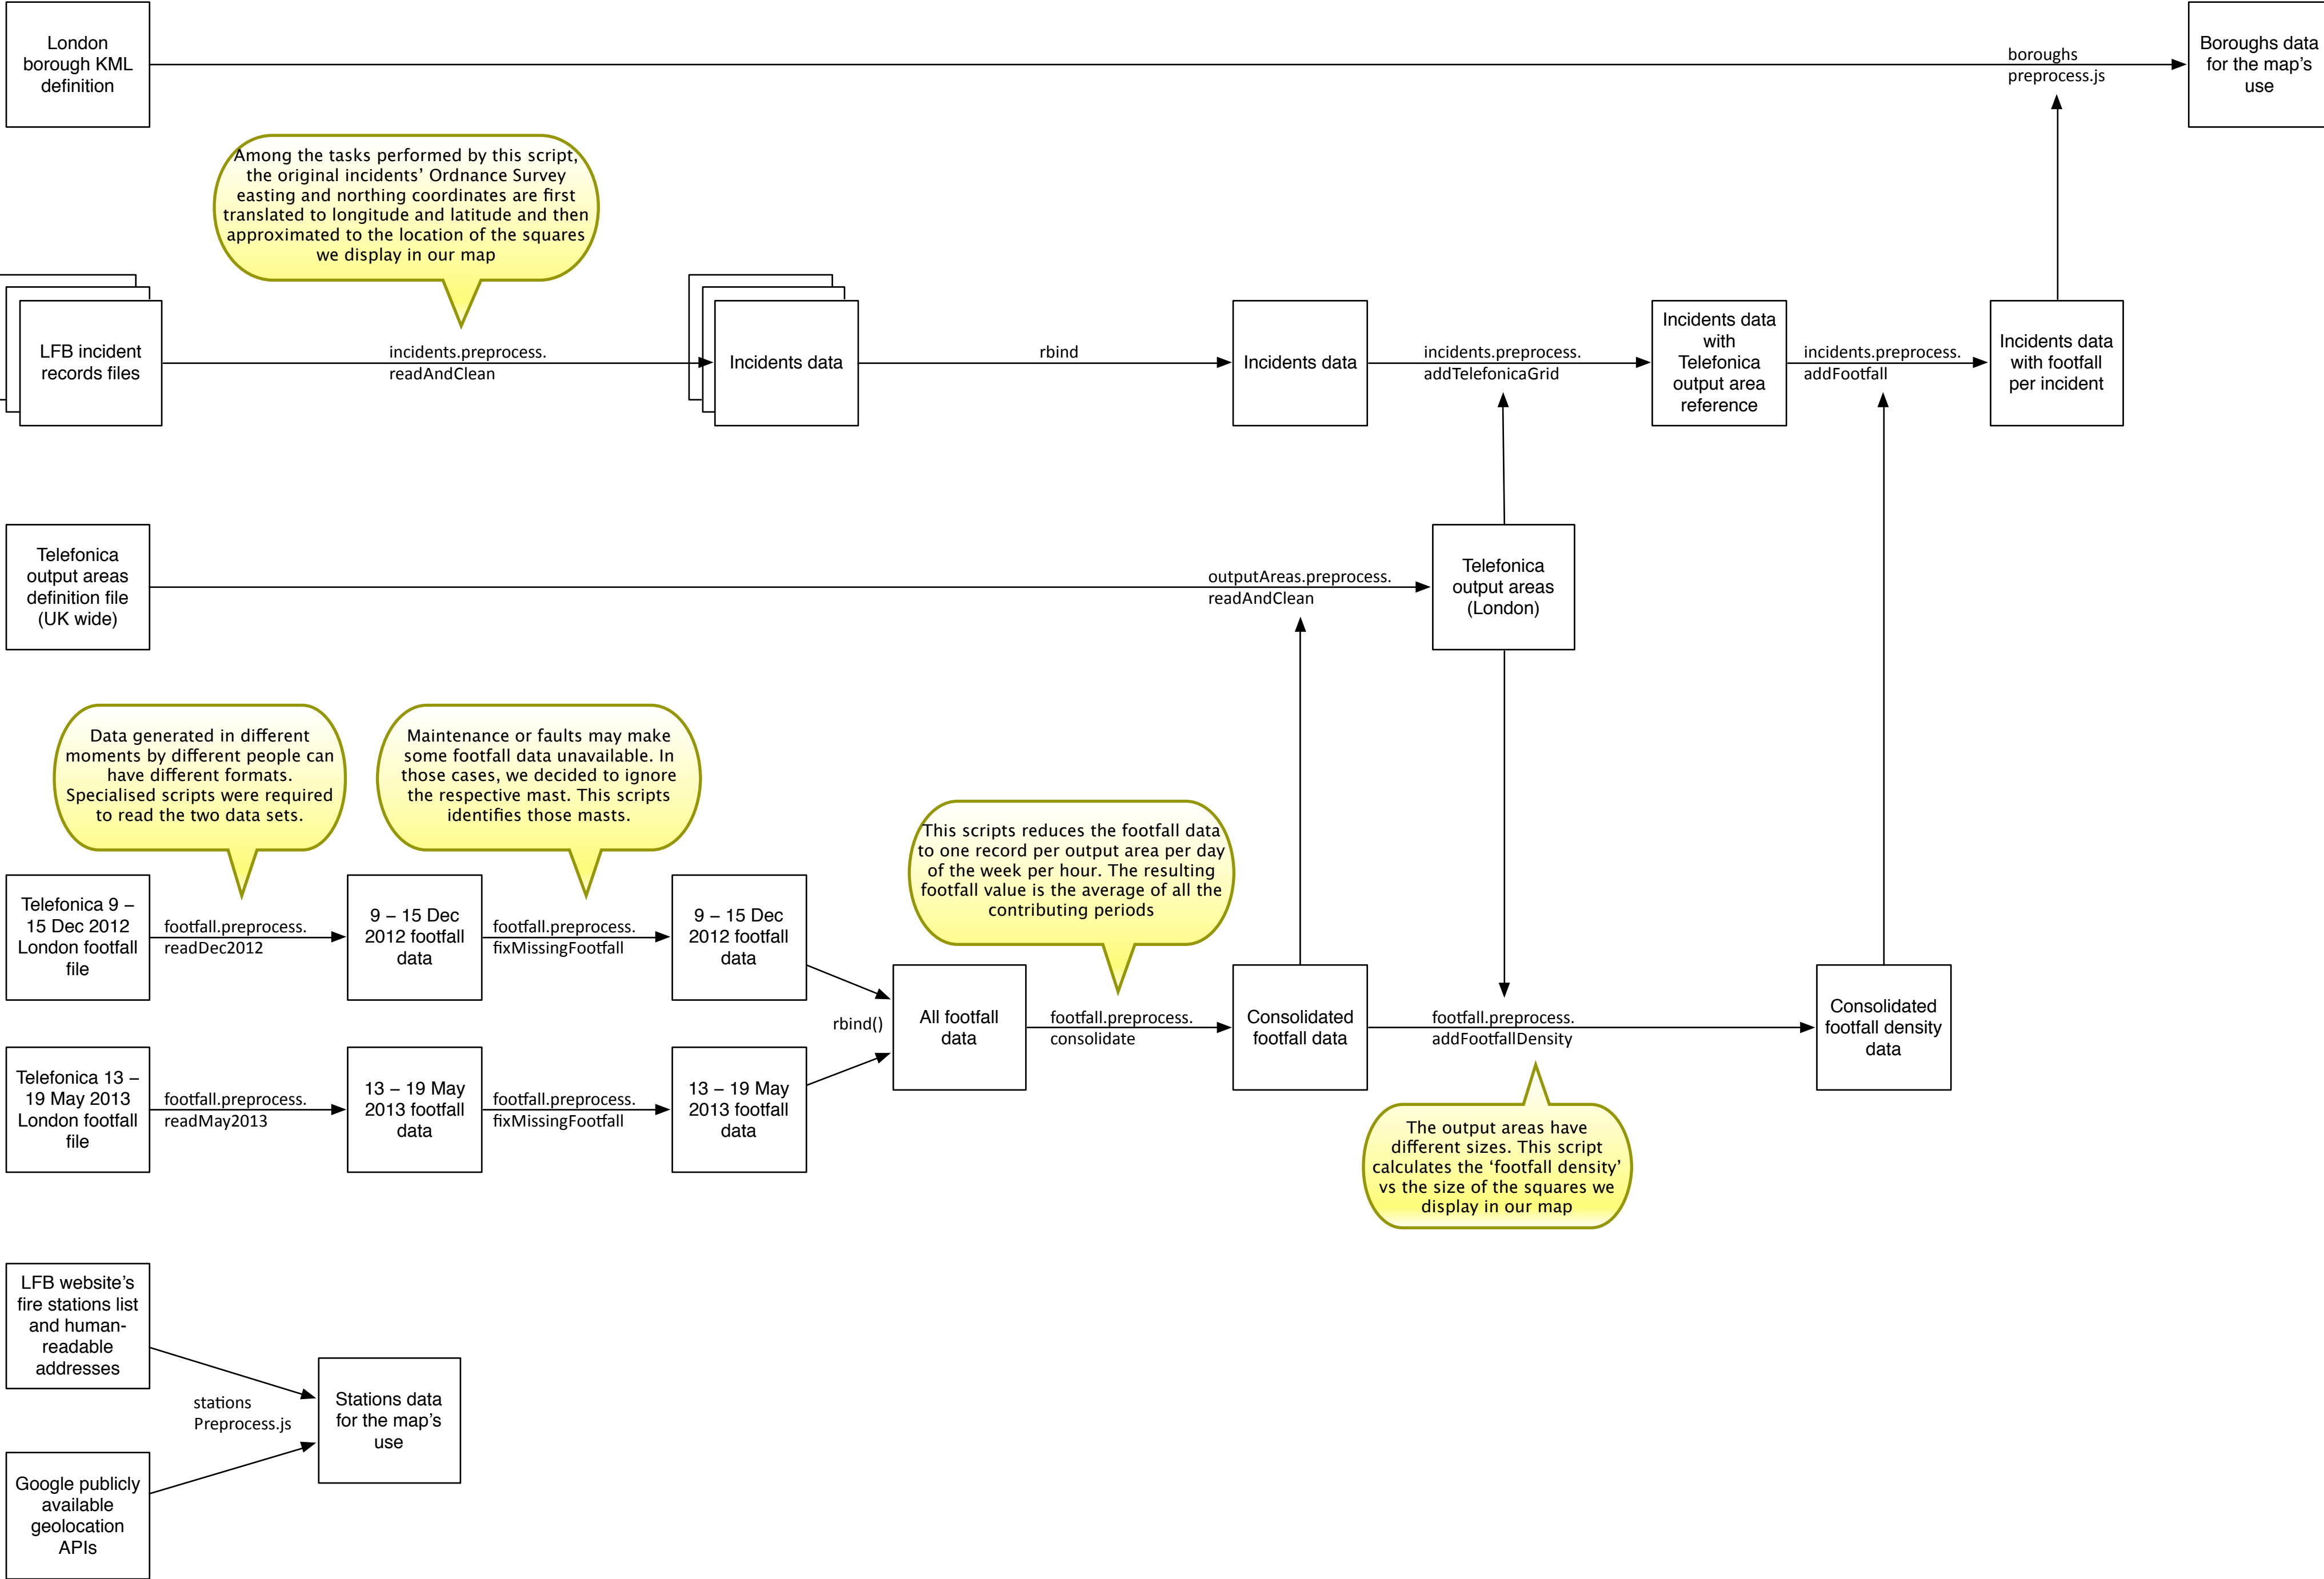 London
borough KML
definition
boroughs
preprocess.js
Boroughs data
for the map's
use
Among the tasks performed by this script,
the original incidents' Ordnance Survey
easting and northing coordinates are first
translated to longitude and latitude and then
approximated to the location of the squares
we display in our map
LFB incident
records files
incidents.preprocess.
readAndClean
Incidents data
rbind
Incidents data
incidents.preprocess.
addTelefonicaGrid
Incidents data
with
Telefonica
output area
reference
incidents.preprocess.
addFootfall
Incidents data
with footfall
per incident
Telefonica
output areas
definition file
(UK wide)
outputAreas.preprocess.
readAndClean
Telefonica
output areas
(London)
Data generated in different
moments by different people can
have different formats.
Specialised scripts were required
to read the two data sets.
Maintenance or faults may make
some footfall data unavailable. In
those cases, we decided to ignore
the respective mast. This scripts
identifies those masts.
This scripts reduces the footfall data
to one record per output area per day
of the week per hour. The resulting
footfall value is the average of all the
contributing periods
Telefonica 9 –
15 Dec 2012
London footfall
file
footfall.preprocess.
readDec2012
9 – 15 Dec
2012 footfall
data
footfall.preprocess.
fixMissingFootfall
9 – 15 Dec
2012 footfall
data
rbind()
All footfall
data
footfall.preprocess.
consolidate
Consolidated
footfall data
footfall.preprocess.
addFootfallDensity
Consolidated
footfall density
data
Telefonica 13 –
19 May 2013
London footfall
file
footfall.preprocess.
readMay2013
13 – 19 May
2013 footfall
data
footfall.preprocess.
fixMissingFootfall
13 – 19 May
2013 footfall
data
The output areas have
different sizes. This script
calculates the 'footfall density'
vs the size of the squares we
display in our map
LFB website's
fire stations list
and human-
readable
addresses
stations
Preprocess.js
Stations data
for the map's
use
Google publicly
available
geolocation
APIs